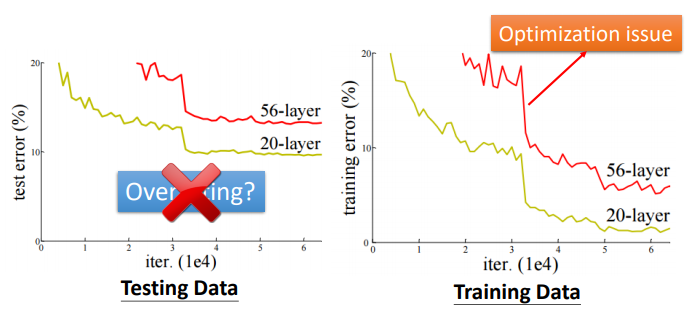 Optimization issue
20
10
0
0 1 2 3 4 5 6
test error (%)
iter. (1e4)
56-layer
20-layer
Testing Data
20
10
0
0 1 2 3 4 5 6
training error (%)
iter. (1e4)
56-layer
20-layer
Training Data